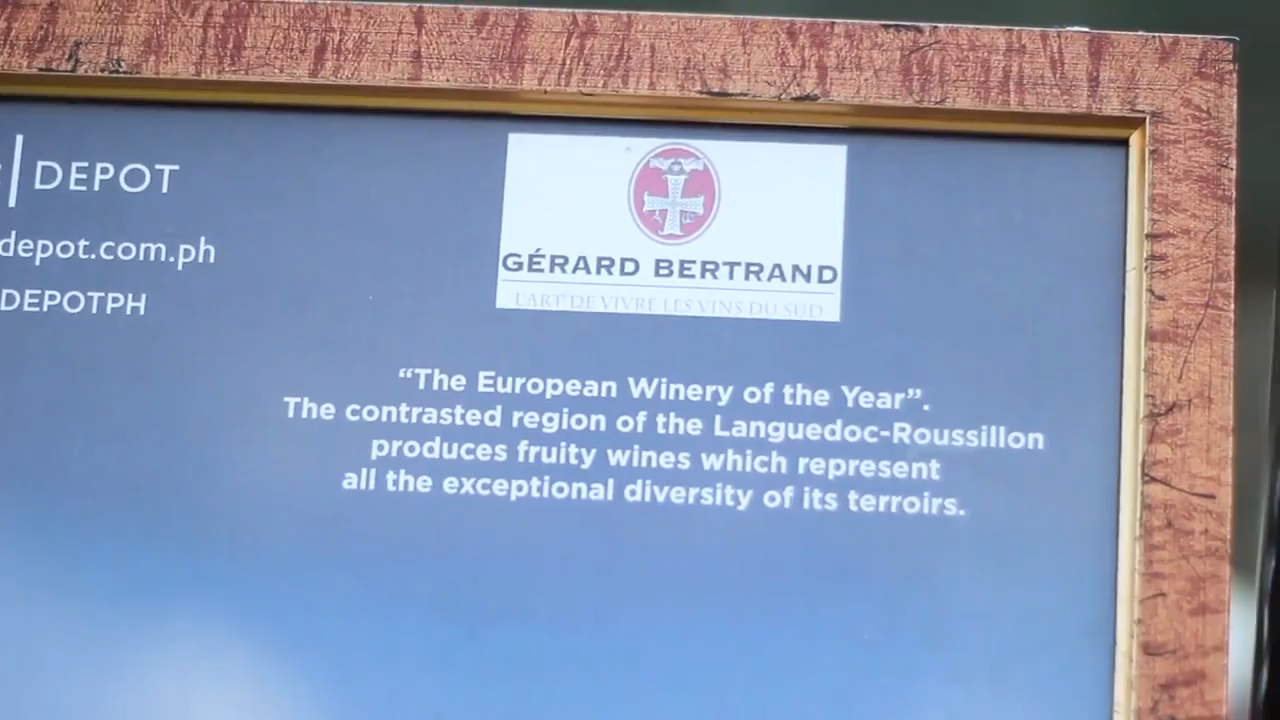 DEPOT
depot.com.ph
DEPOTPH
GÉRARD BERTRAND
L'ART DE VIVRE LES VINS DU SUD
“The European Winery of the Year”.
The contrasted region of the Languedoc-Roussillon
produces fruity wines which represent
all the exceptional diversity of its terroirs.